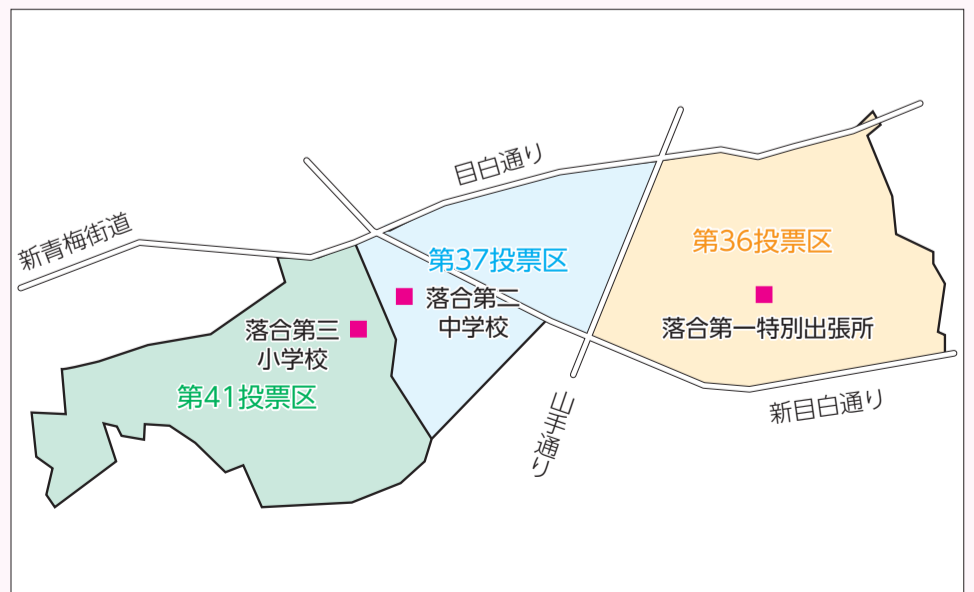 目白通り
新青梅街道
第36投票区
第37投票区
落合第二
中学校
落合第一特別出張所
落合第三
小学校
第41投票区
山手通り
新目白通り